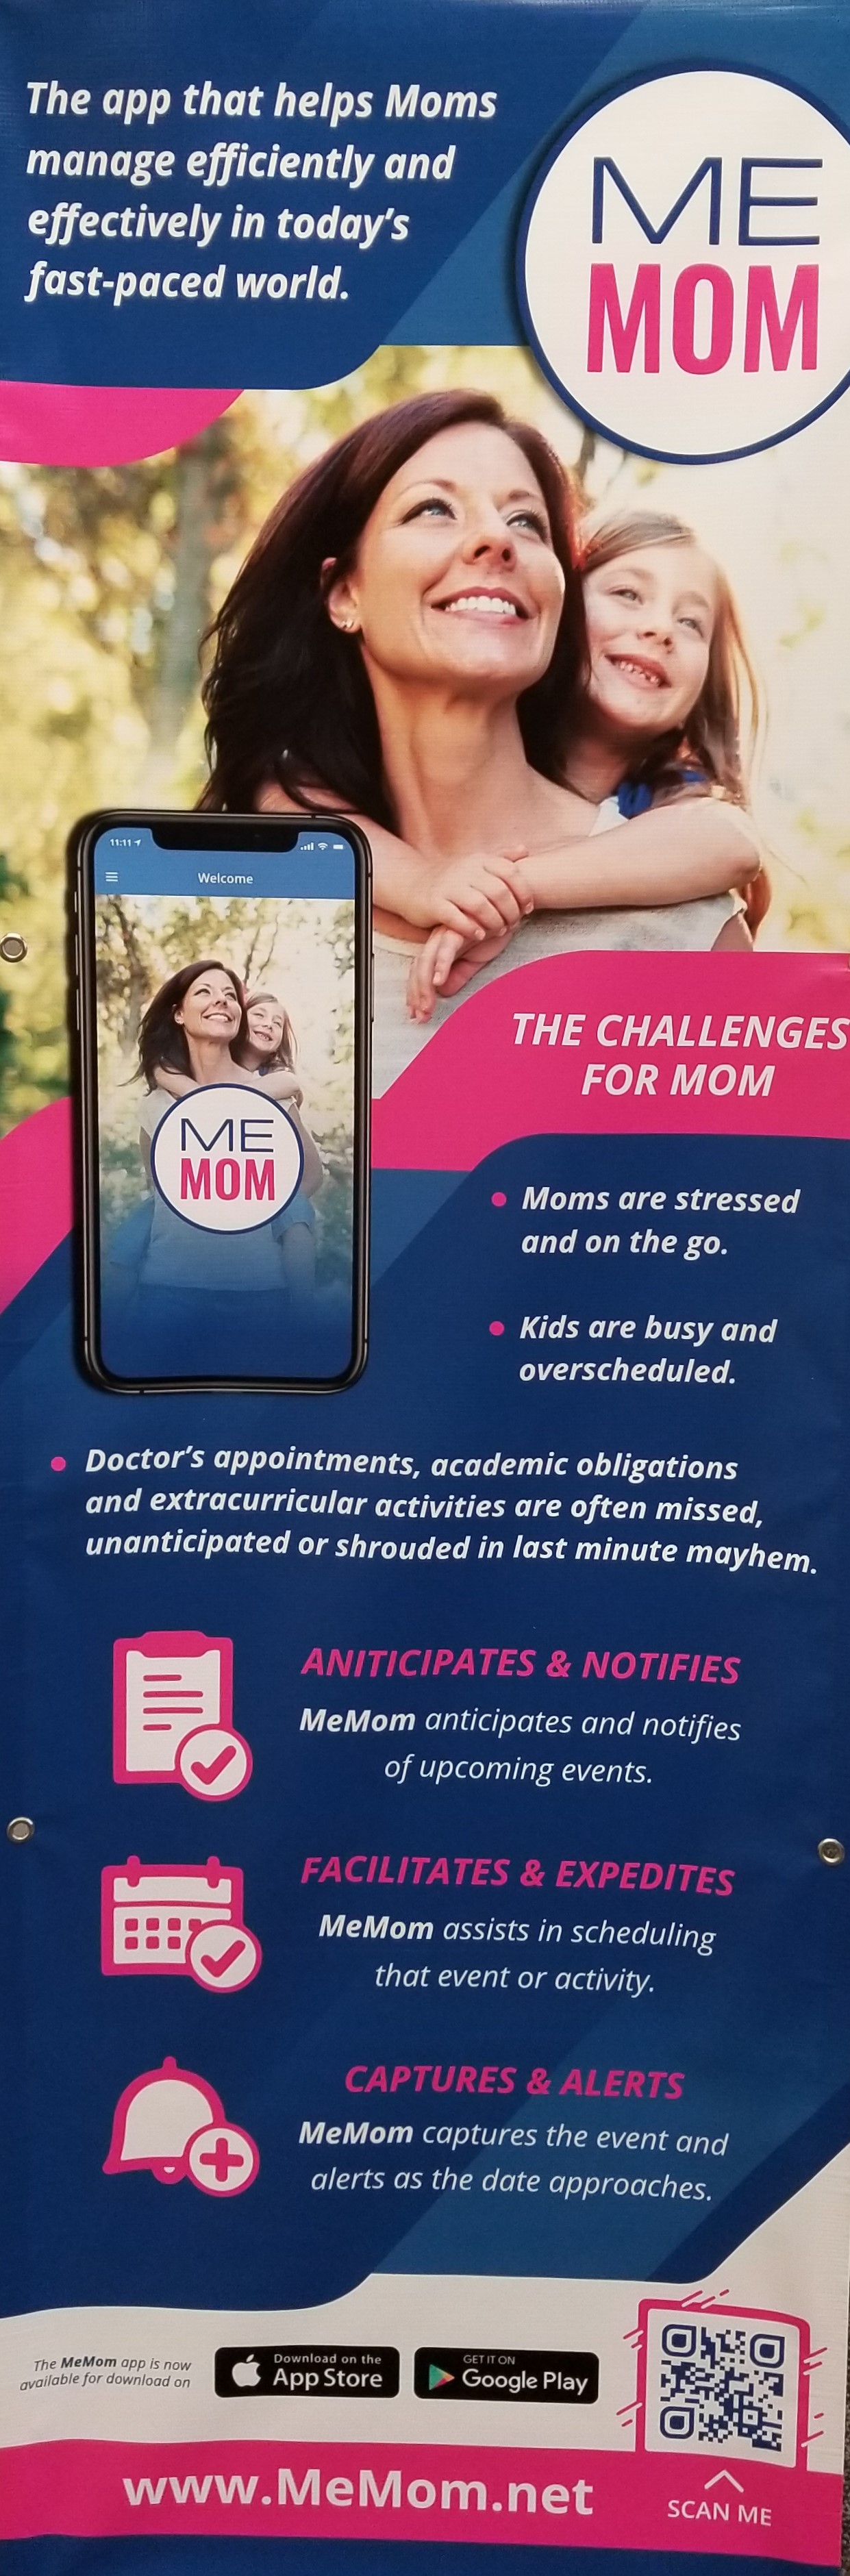 The app that helps Moms
manage efficiently and
effectively in today's
fast-paced world.
ME
MOM
11:11
Welcome
ME
MOM
THE CHALLENGES
FOR MOM
• Moms are stressed
and on the go.
• Kids are busy and
overscheduled.
• Doctor's appointments, academic obligations
and extracurricular activities are often missed,
unanticipated or shrouded in last minute mayhem.
ANITICIPATES & NOTIFIES
MeMom anticipates and notifies
of upcoming events.
FACILITATES & EXPEDITES
MeMom assists in scheduling
that event or activity.
CAPTURES & ALERTS
MeMom captures the event and
alerts as the date approaches.
The MeMom app is now
available for download on
Download on the
App Store
GET IT ON
Google Play
www.MeMom.net
SCAN ME